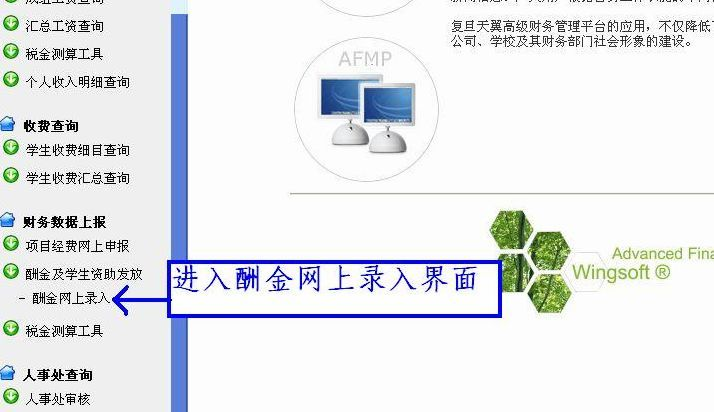 汇总工资查询
税金测算工具
个人收入明细查询
收费查询
学生收费细目查询
学生收费汇总查询
财务数据上报
项目经费网上申报
酬金及学生资助发放
- 酬金网上录入
税金测算工具
人事处查询
人事处审核
复旦天翼高级财务管理平台的应用，不仅降低
公司、学校及其财务部门社会形象的建设。
AFMP
Advanced Fina
Wingsoft ®
进入酬金网上录入界面